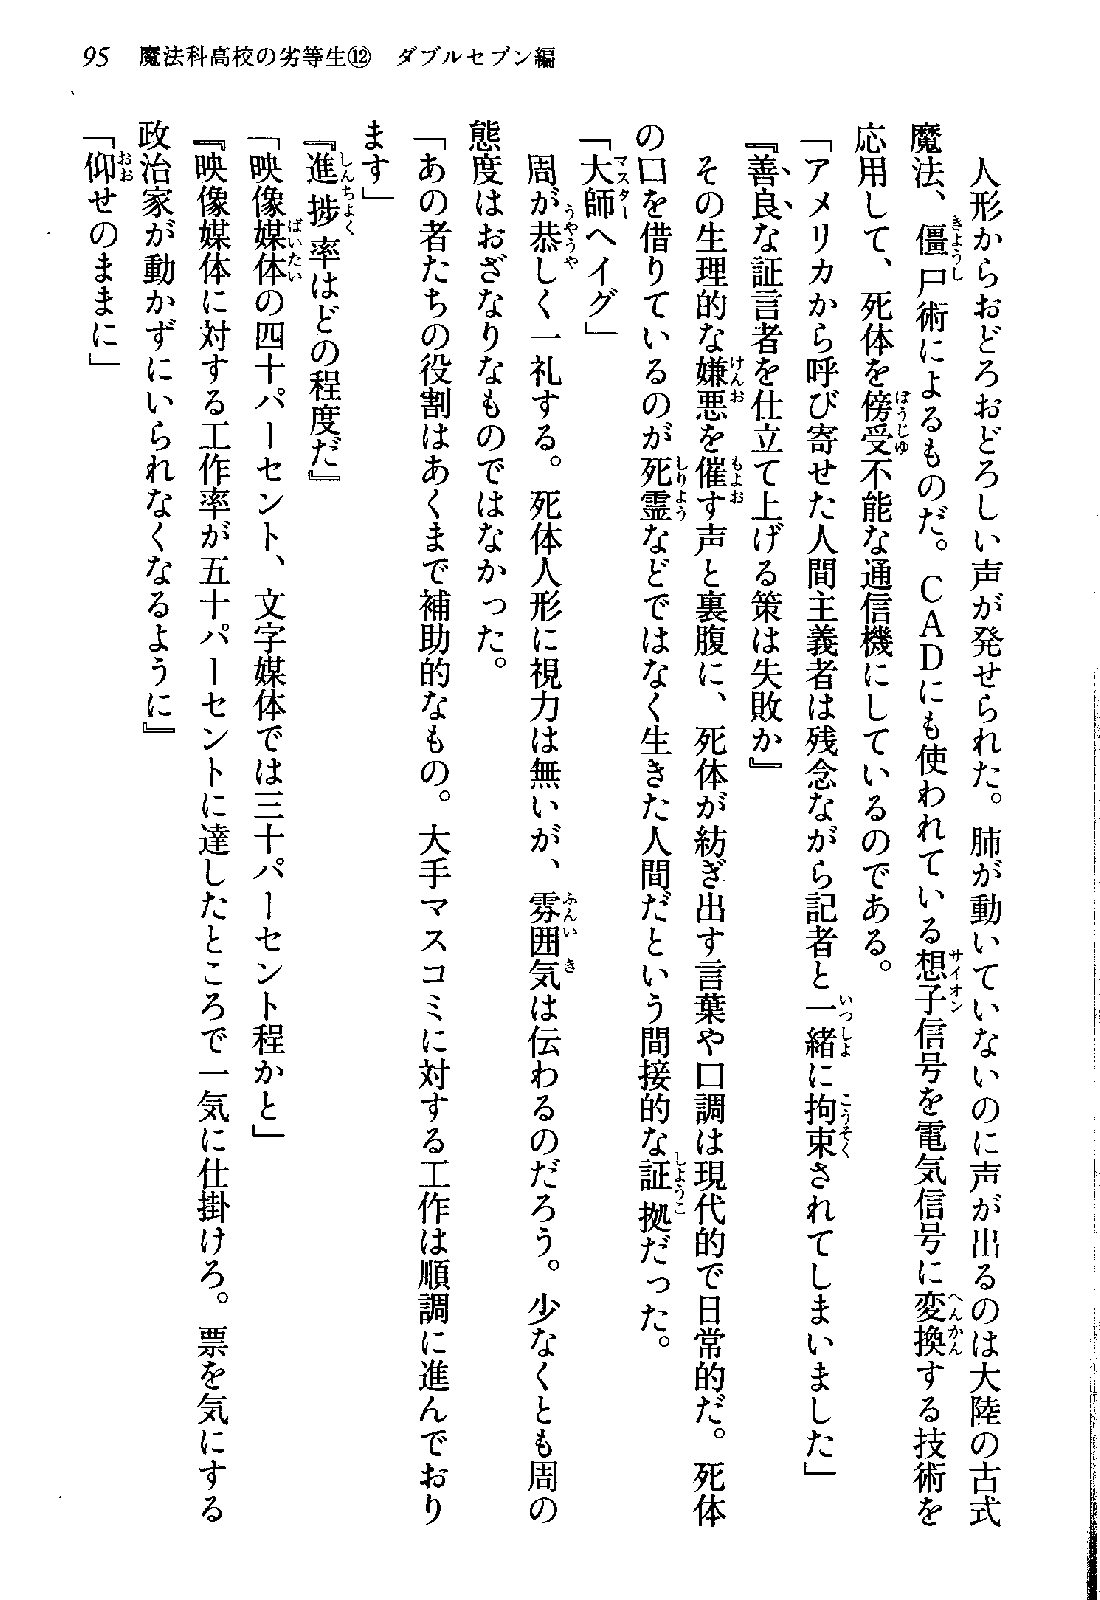 95　魔法科高校の劣等生⑫　ダブルセブン編
　人形からおどろおどろしい声が発せられた。肺が動いていないのに声が出るのは大陸の古式
魔法、僵尸術によるものだ。ＣＡＤにも使われている想子信号を電気信号に変換する技術を
応用して、死体を傍受不能な通信機にしているのである。
「アメリカから呼び寄せた人間主義者は残念ながら記者と一緒に拘束されてしまいました」
『善良な証言者を仕立て上げる策は失敗か』
　その生理的な嫌悪を催す声と裏腹に、死体が紡ぎ出す言葉や口調は現代的で日常的だ。死体
の口を借りているのが死霊などではなく生きた人間だという間接的な証拠だった。
「大師ヘイグ」
　周が恭しく一礼する。死体人形に視力は無いが、雰囲気は伝わるのだろう。少なくとも周の
態度はおざなりなものではなかった。
「あの者たちの役割はあくまで補助的なもの。大手マスコミに対する工作は順調に進んでおり
ます」
『進捗率はどの程度だ』
「映像媒体の四十パーセント、文字媒体では三十パーセント程かと」
『映像媒体に対する工作率が五十パーセントに達したところで一気に仕掛けろ。票を気にする
政治家が動かずにいられなくなるように』
「仰せのままに」